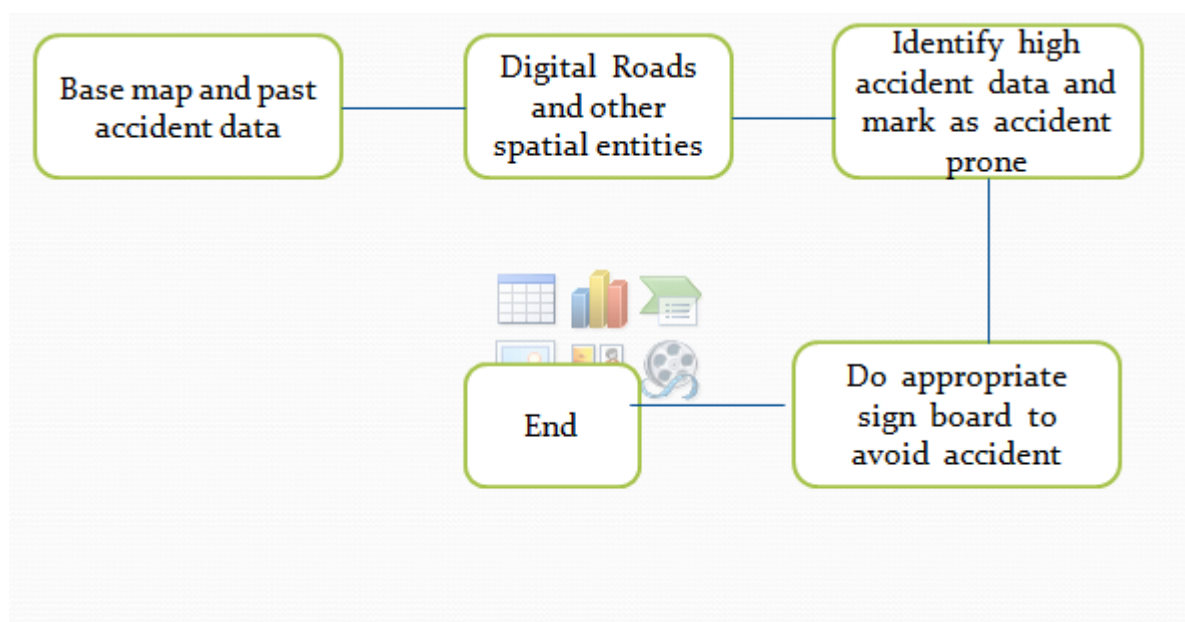 Base map and past
accident data
Digital Roads
and other
spatial entities
Identify high
accident data and
mark as accident
prone
Do appropriate
sign board to
avoid accident
End